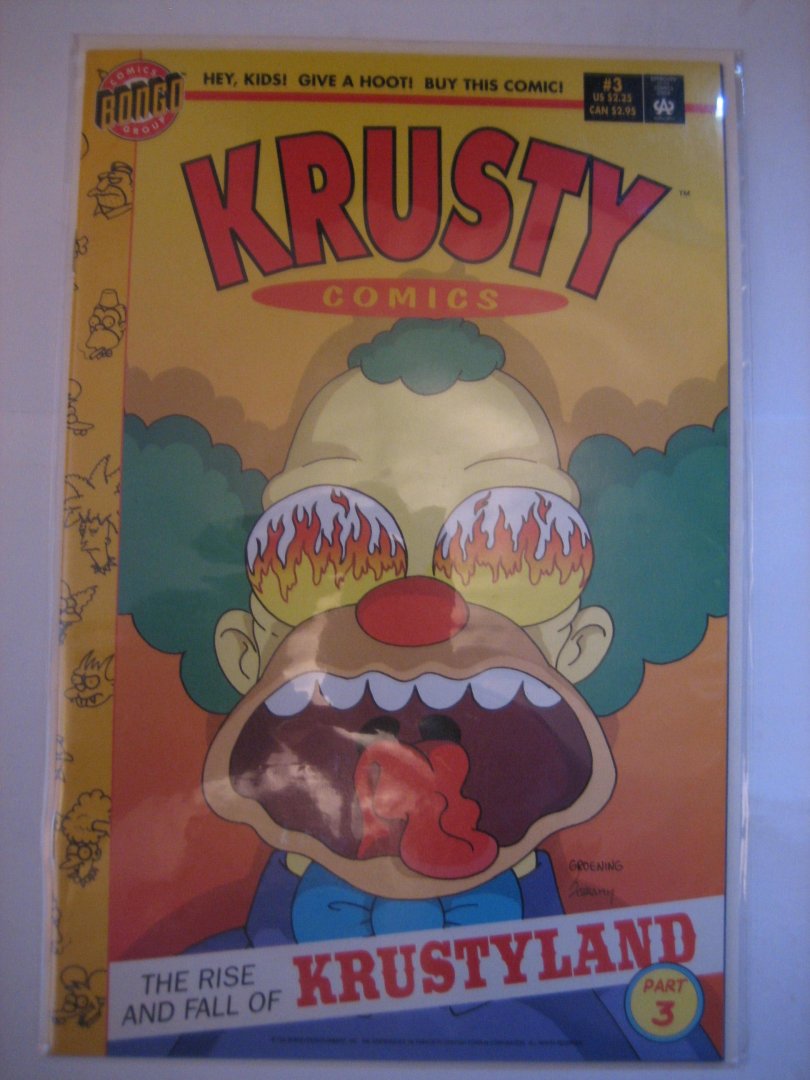 COMICS
BONGO
GROUP
HEY, KIDS! GIVE A HOOT! BUY THIS COMIC!
#3
US $2.25
CAN $2.95
KRUSTY™
COMICS
GROENING
THE RISE
AND FALL OF
KRUSTYLAND
PART
3